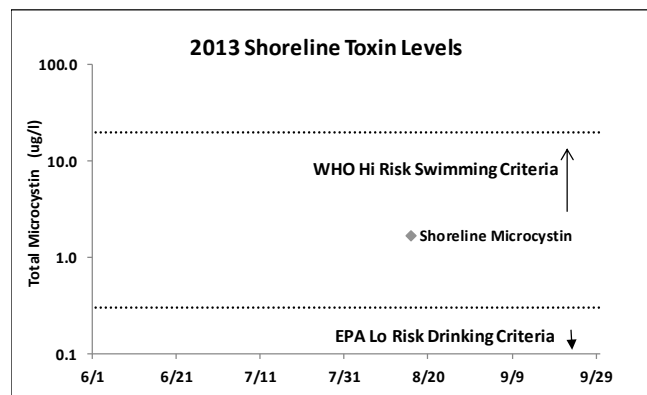 2013 Shoreline Toxin Levels
Total Microcystin (ug/l)
100.0
10.0
1.0
0.1
WHO Hi Risk Swimming Criteria
Shoreline Microcystin
EPA Lo Risk Drinking Criteria
6/1 6/21 7/11 7/31 8/20 9/9 9/29